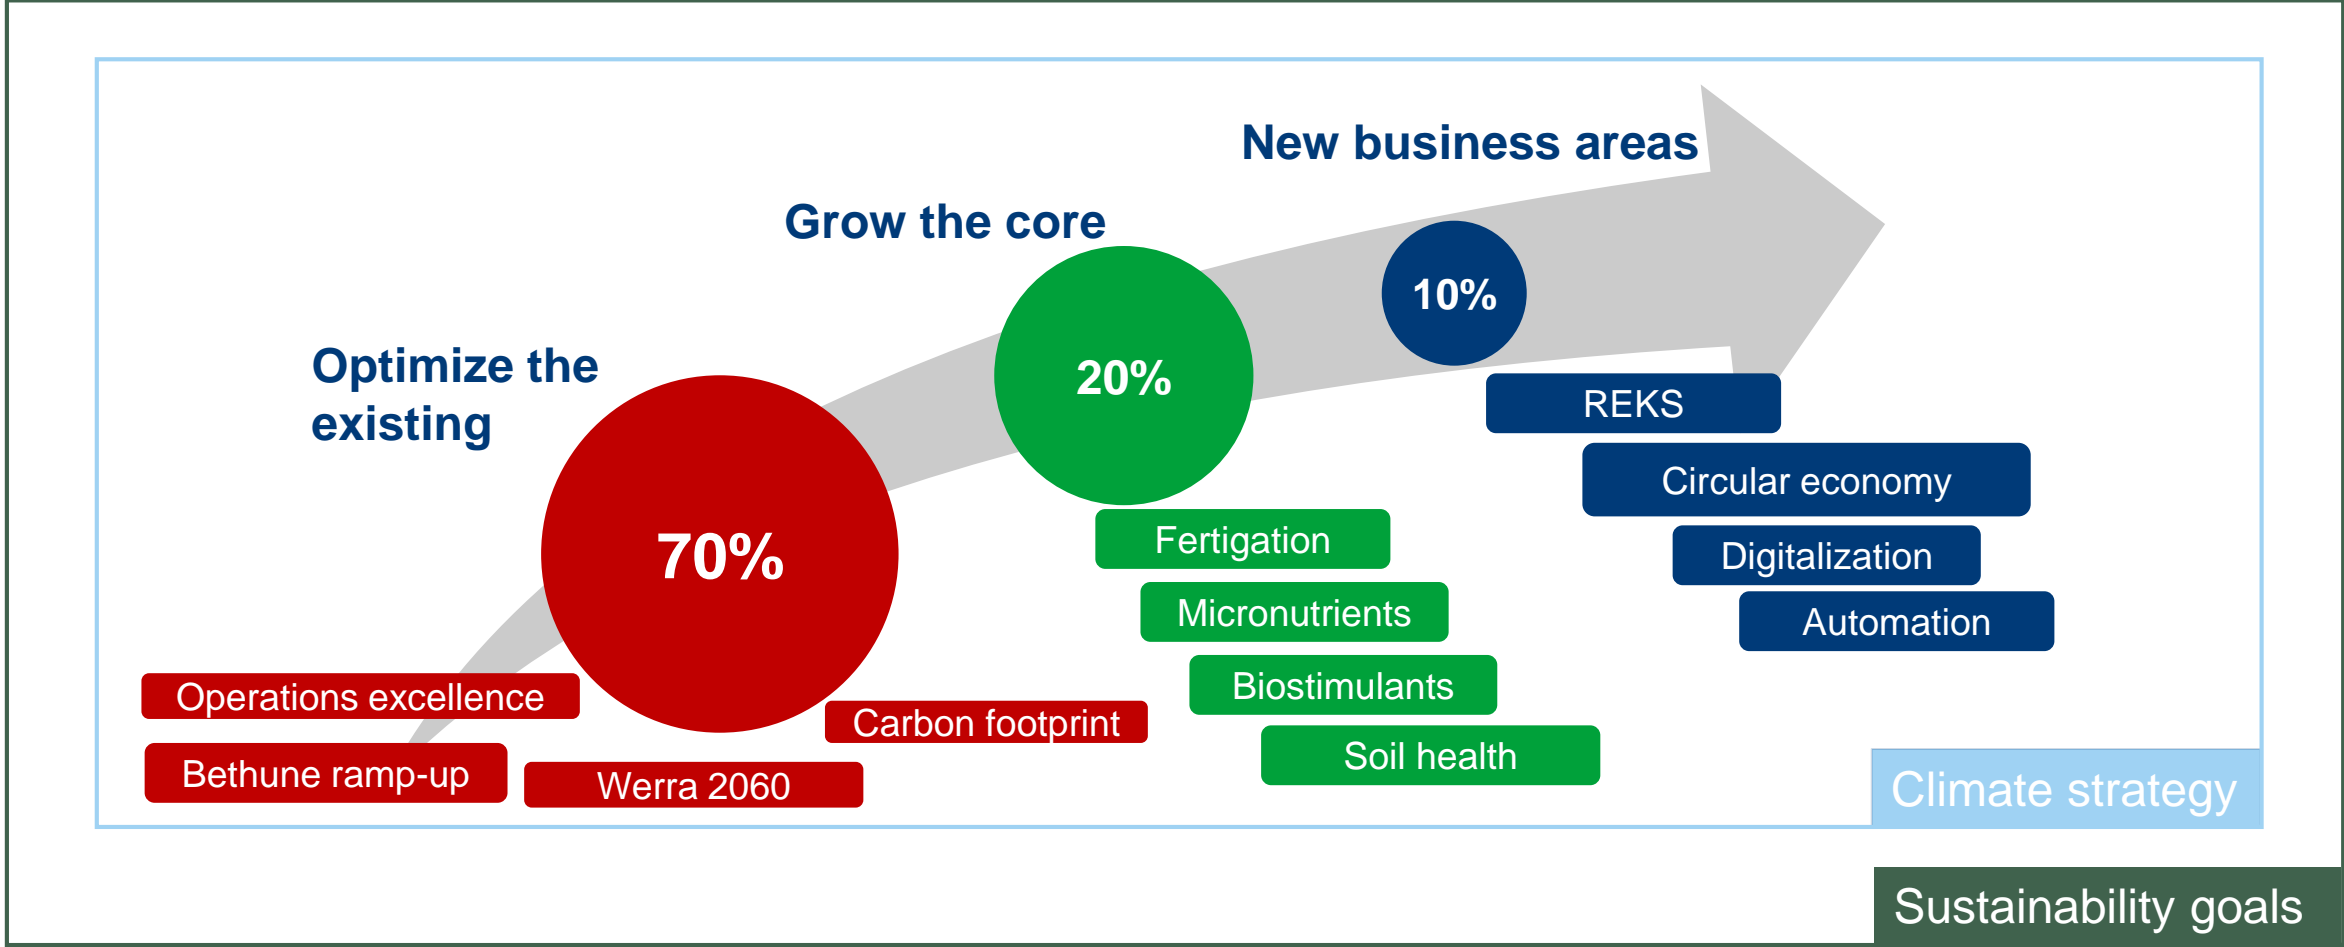 Optimize the
existing
70%
Operations excellence
Bethune ramp-up
Werra 2060
Carbon footprint
Grow the core
20%
Fertigation
Micronutrients
Biostimulants
Soil health
New business areas
10%
REKS
Circular economy
Digitalization
Automation
Climate strategy
Sustainability goals